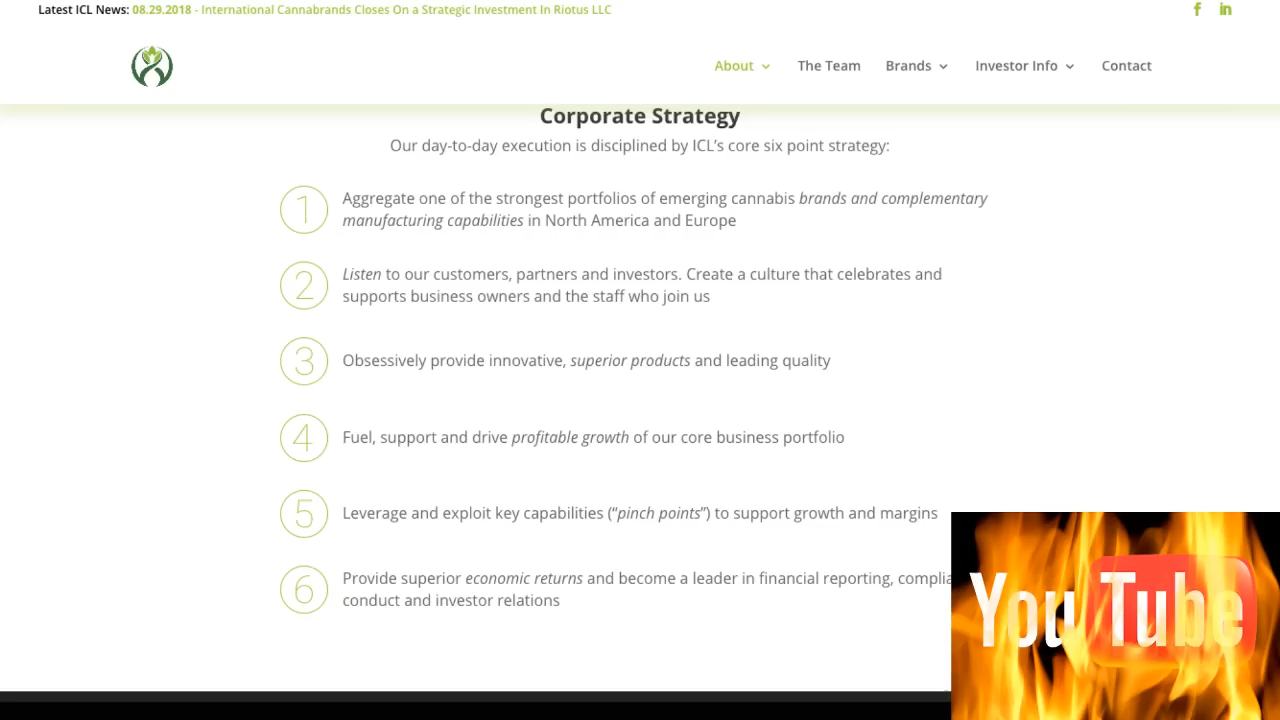 Latest ICL News: 08.29.2018 - International Cannabrands Closes On a Strategic Investment In Riotus LLC
f in
About The Team Brands Investor Info Contact
Corporate Strategy
Our day-to-day execution is disciplined by ICL’s core six point strategy:
1 Aggregate one of the strongest portfolios of emerging cannabis brands and complementary
manufacturing capabilities in North America and Europe
2 Listen to our customers, partners and investors. Create a culture that celebrates and
supports business owners and the staff who join us
3 Obsessively provide innovative, superior products and leading quality
4 Fuel, support and drive profitable growth of our core business portfolio
5 Leverage and exploit key capabilities (“pinch points”) to support growth and margins
6 Provide superior economic returns and become a leader in financial reporting,
conduct and investor relations
You Tube